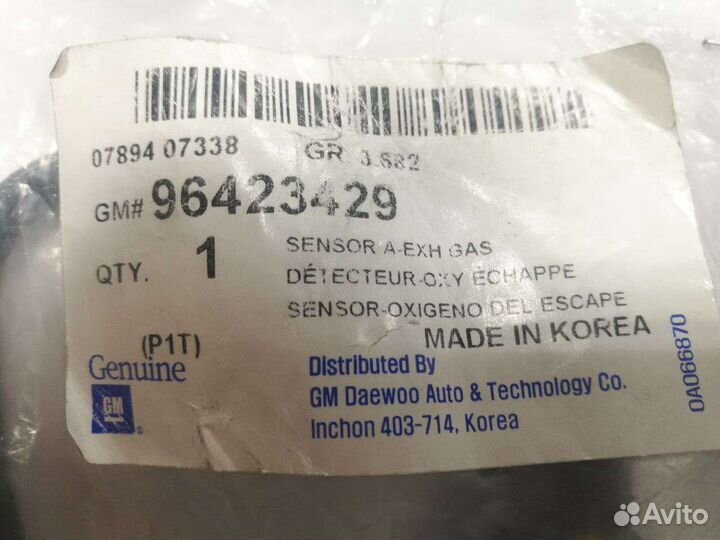 07894 07338 GR 3.682
GM# 96423429
QTY. 1
SENSOR A-EXH GAS
DÉTECTEUR-OXY ÉCHAPPE
SENSOR-OXIGENO DEL ESCAPE
MADE IN KOREA
(P1T)
Genuine
GM
Distributed By
GM Daewoo Auto & Technology Co.
Inchon 403-714, Korea
0A066870
Avito